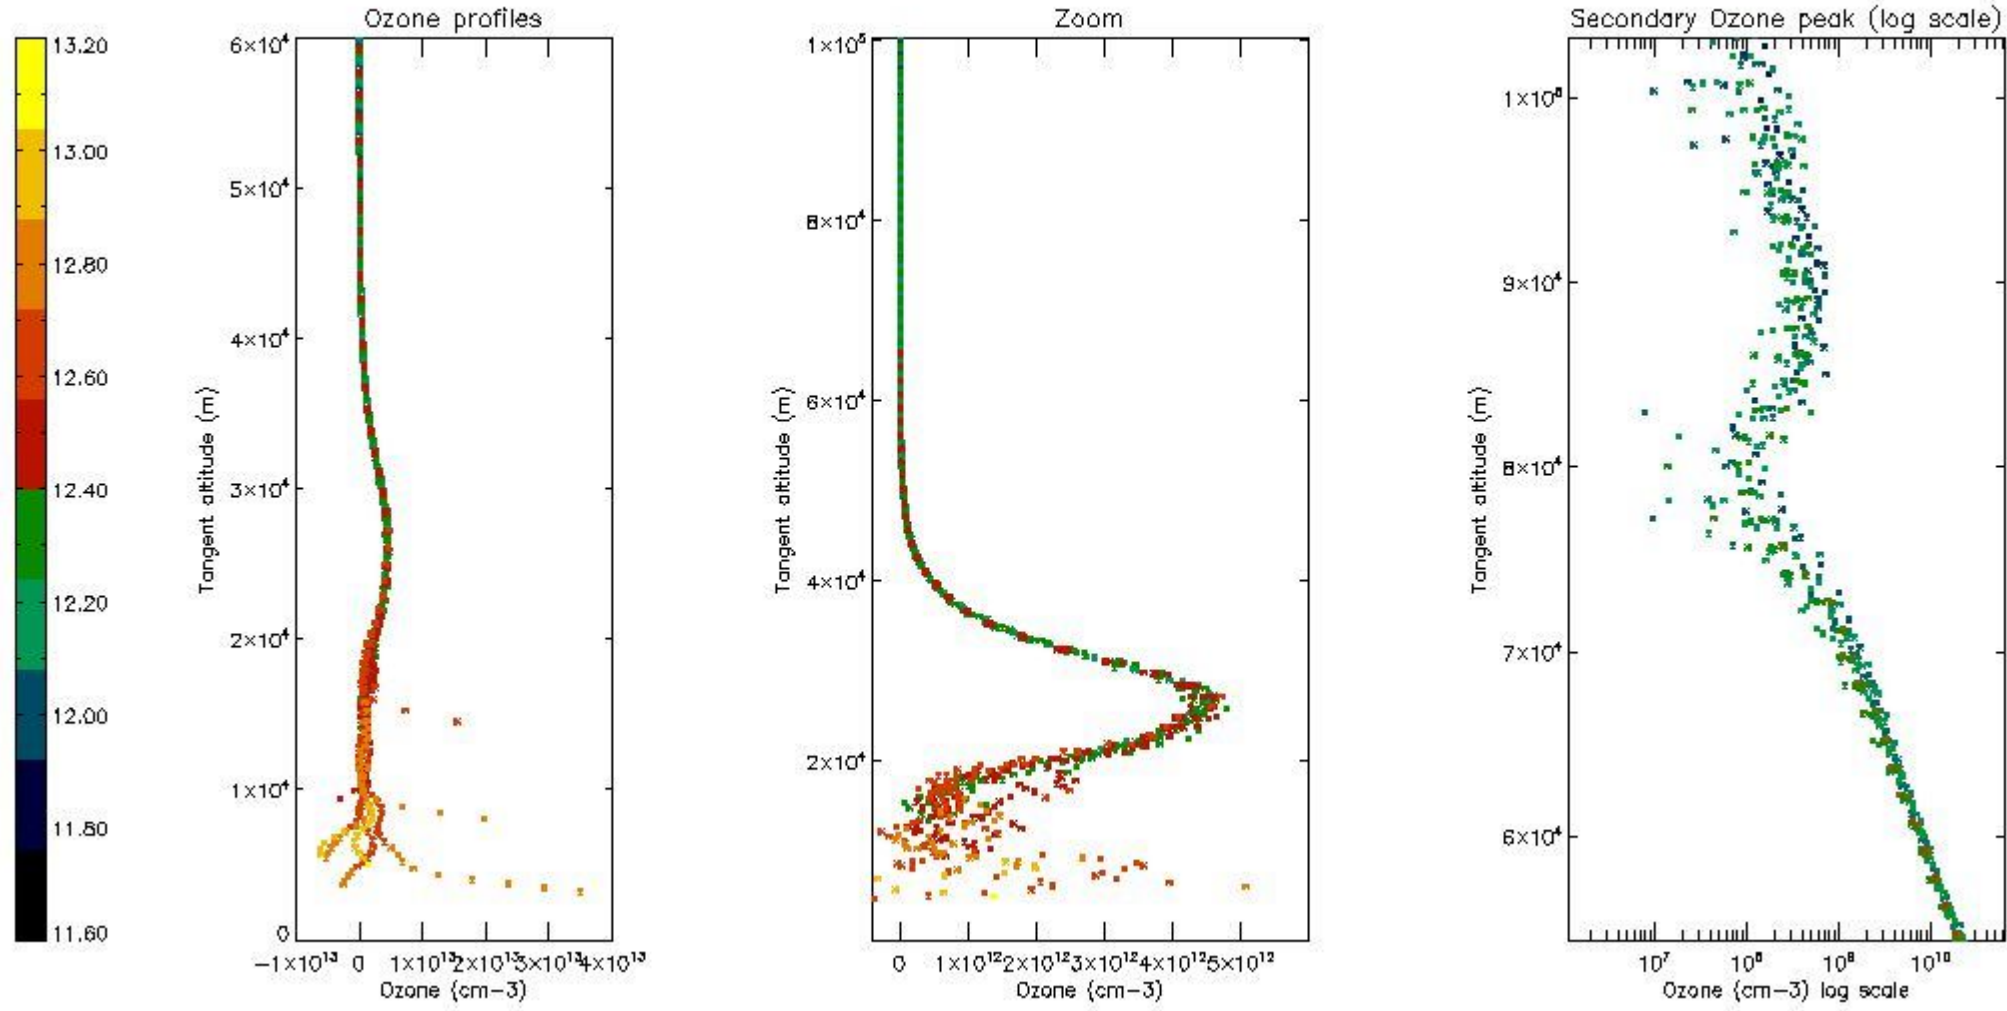 Ozone profiles
Zoom
Secondary Ozone peak (log scale)
13.20
13.00
12.80
12.60
12.40
12.20
12.00
11.80
11.60
6×10⁴
5×10⁴
4×10⁴
3×10⁴
2×10⁴
1×10⁴
0
Tangent altitude (m)
−1×10¹³ 0 1×10¹³ 2×10¹³ 3×10¹³ 4×10¹³
Ozone (cm−3)
1×10⁵
8×10⁴
6×10⁴
4×10⁴
2×10⁴
Tangent altitude (m)
0 1×10¹² 2×10¹² 3×10¹² 4×10¹² 5×10¹²
Ozone (cm−3)
1×10⁵
9×10⁴
8×10⁴
7×10⁴
6×10⁴
Tangent altitude (m)
10⁷ 10⁸ 10⁹ 10¹⁰
Ozone (cm−3) log scale